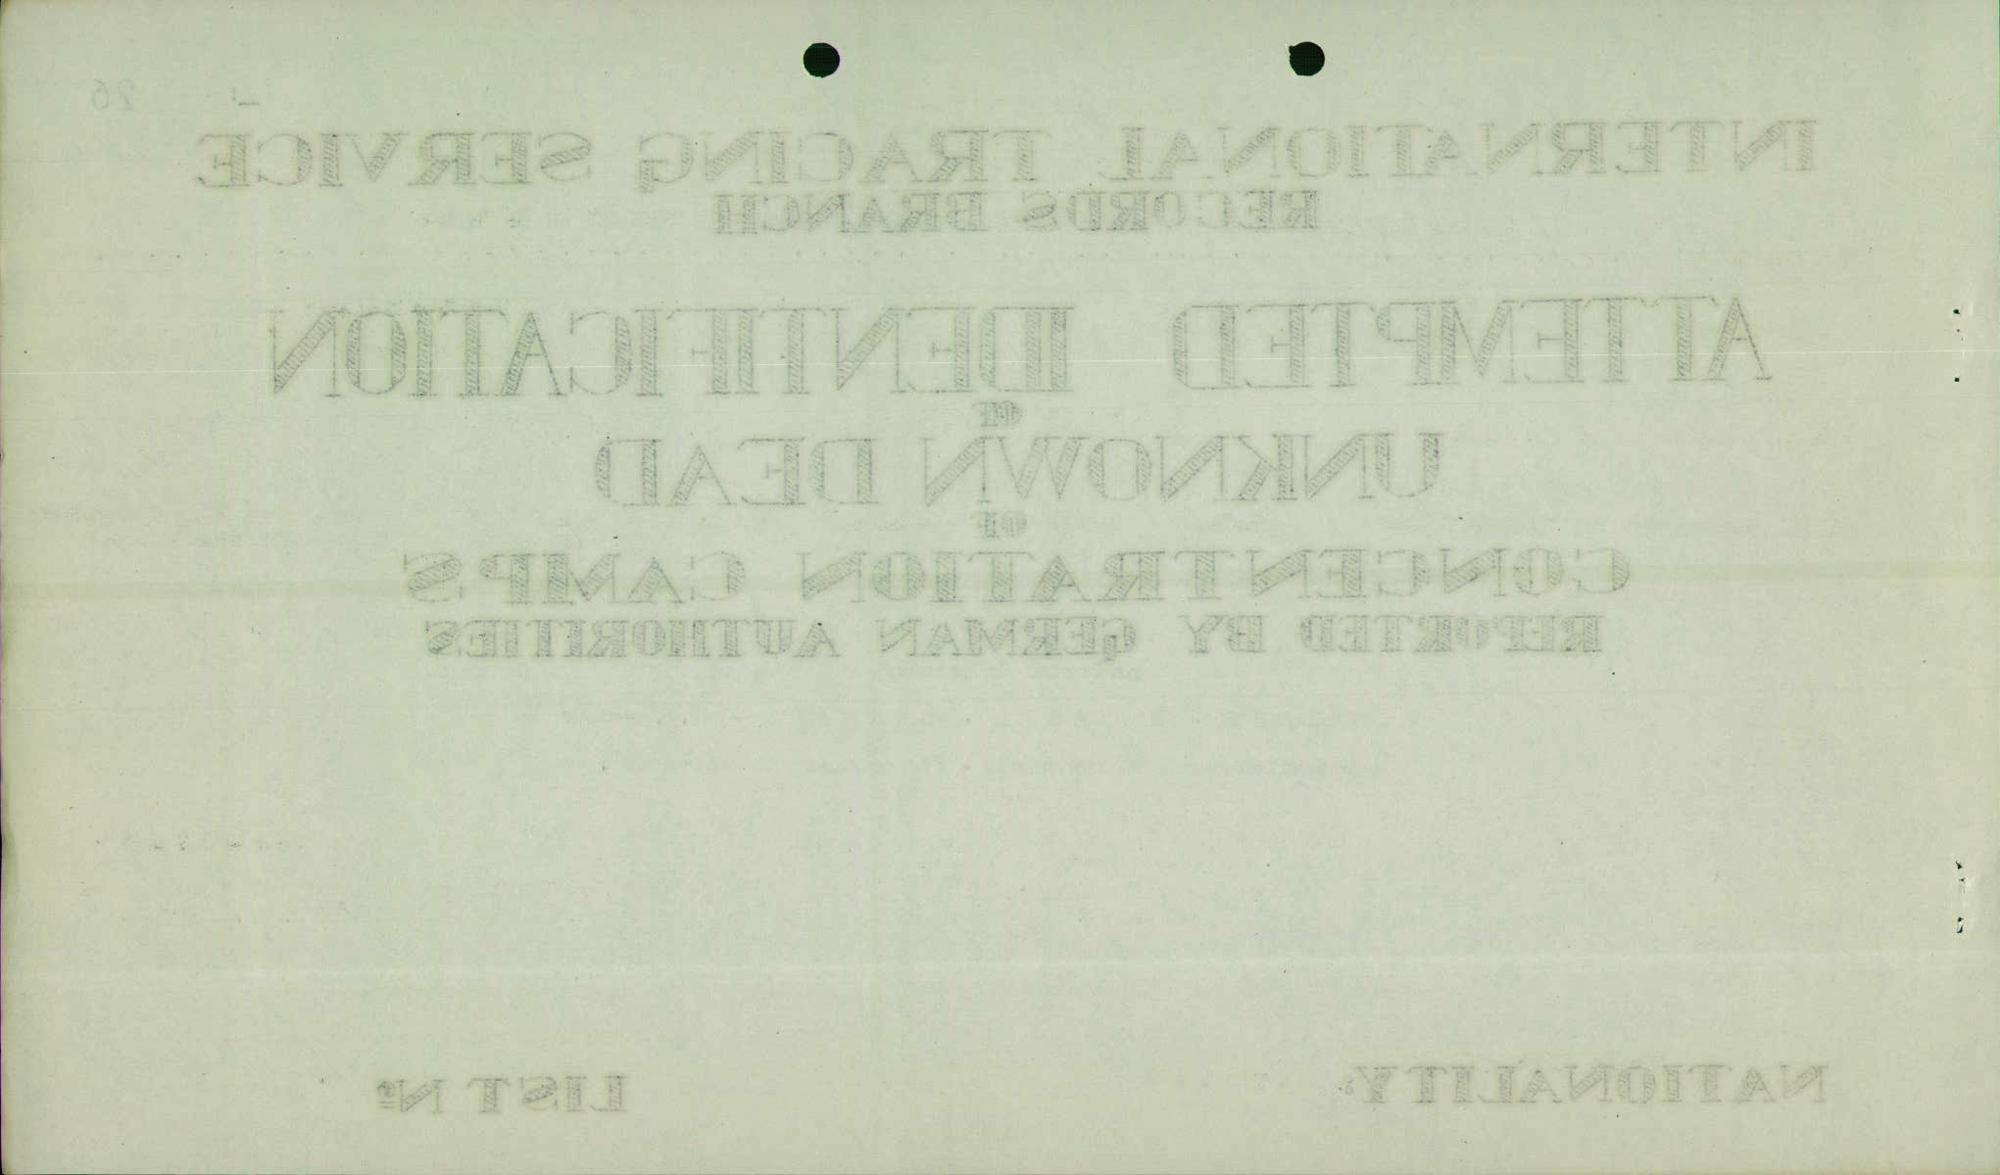 26
INTERNATIONAL TRACING SERVICE
RECORDS BRANCH
ATTEMPTED IDENTIFICATION
OF
UNKNOWN DEAD
OF
CONCENTRATION CAMPS
REPORTED BY GERMAN AUTHORITIES
NATIONALITY:
LIST Nº